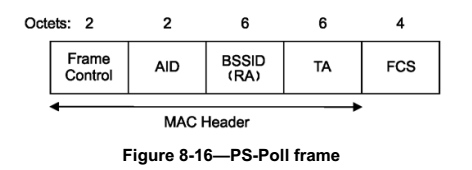 Octets: 2 2 6 6 4
Frame Control AID BSSID (RA) TA FCS
MAC Header
Figure 8-16—PS-Poll frame